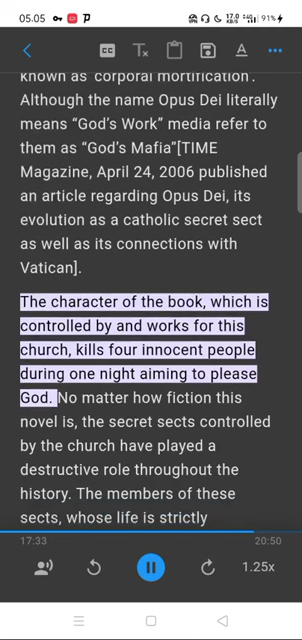 05.05
17.0
KB/S
91%
CC
known as 'corporal mortification'.
Although the name Opus Dei literally
means “God’s Work” media refer to
them as “God’s Mafia”[TIME
Magazine, April 24, 2006 published
an article regarding Opus Dei, its
evolution as a catholic secret sect
as well as its connections with
Vatican].
The character of the book, which is
controlled by and works for this
church, kills four innocent people
during one night aiming to please
God. No matter how fiction this
novel is, the secret sects controlled
by the church have played a
destructive role throughout the
history. The members of these
sects, whose life is strictly
17:33
20:50
1.25x